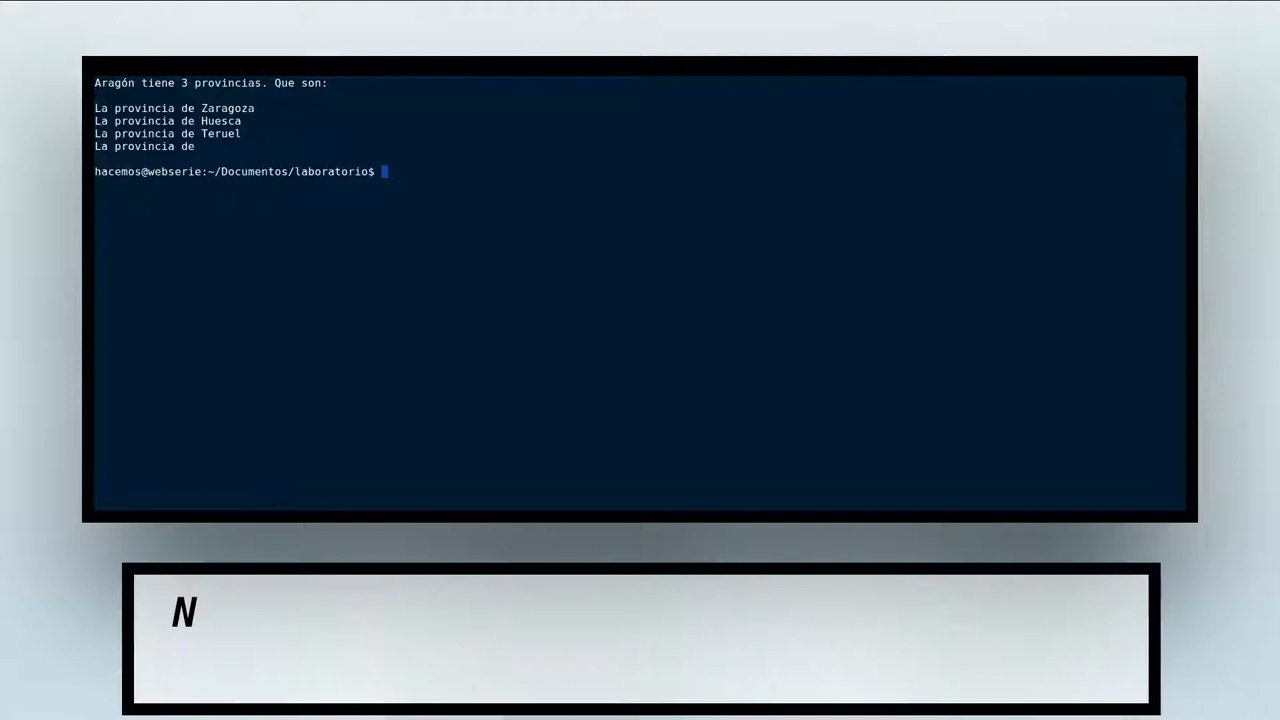 Aragón tiene 3 provincias. Que son:
La provincia de Zaragoza
La provincia de Huesca
La provincia de Teruel
La provincia de
hacemos@webserie:~/Documentos/laboratorio$
N